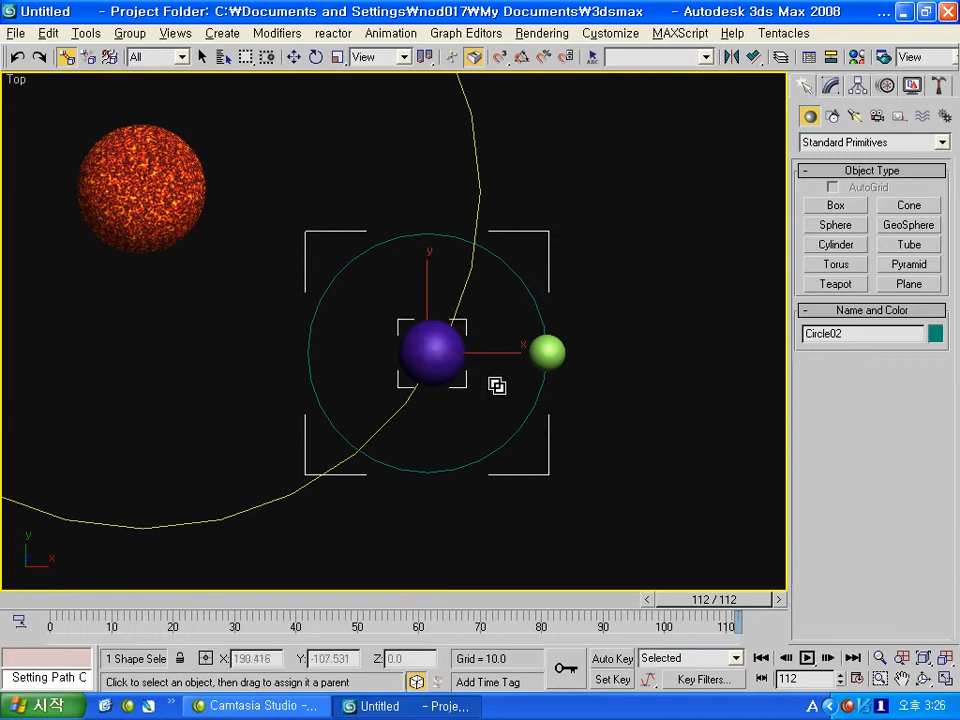 Untitled - Project Folder: C:₩Documents and Settings₩nod017₩My Documents₩3dsmax - Autodesk 3ds Max 2008 ...
File Edit Tools Group Views Create Modifiers reactor Animation Graph Editors Rendering Customize MAXScript Help Tentacles
All View View
Top
Standard Primitives
- Object Type
AutoGrid
Box Cone
Sphere GeoSphere
Cylinder Tube
Torus Pyramid
Teapot Plane
- Name and Color
Circle02
y
x
y
x
< 112 / 112 >
0 10 20 30 40 50 60 70 80 90 100 110
1 Shape Sele X: 190.416 Y: -107.531 Z: 0.0 Grid = 10.0 Auto Key Selected
Setting Path C Click to select an object, then drag to assign it a parent Add Time Tag Set Key Key Filters... 112
시작 » Camtasia Studio - ... Untitled - Proje... A 오후 3:26